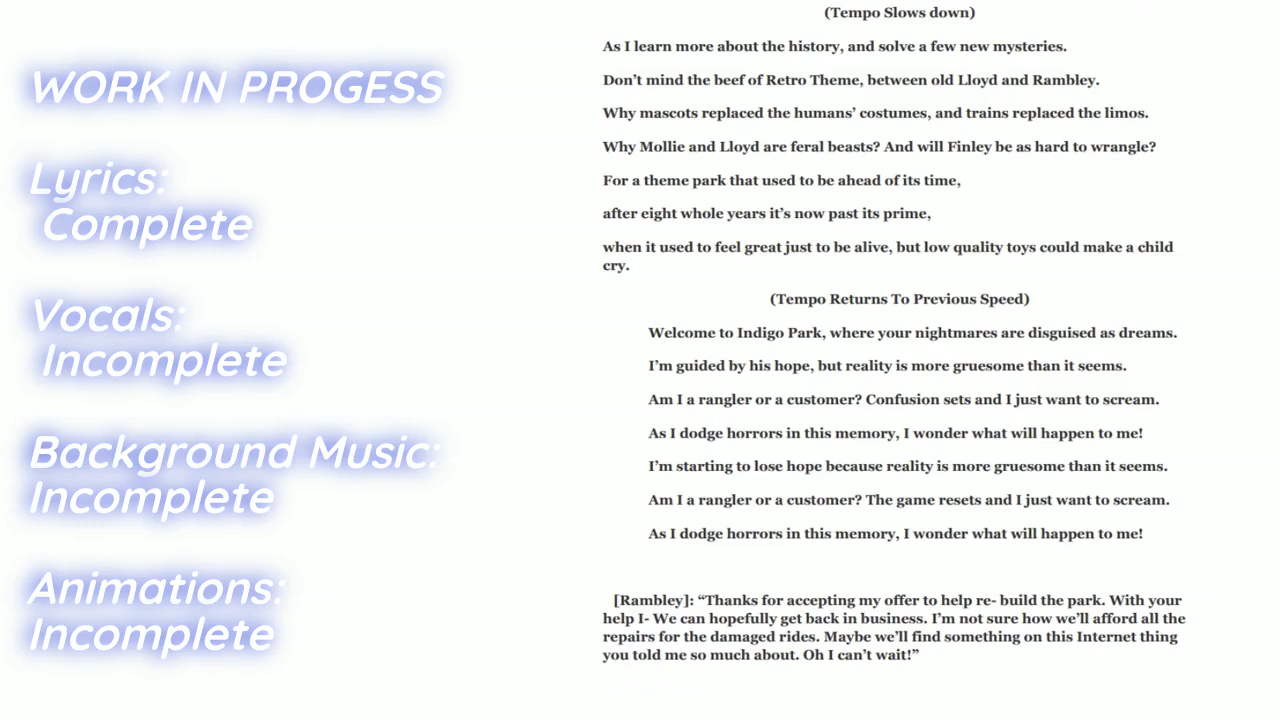 WORK IN PROGESS
Lyrics:
Complete
Vocals:
Incomplete
Background Music:
Incomplete
Animations:
Incomplete
(Tempo Slows down)
As I learn more about the history, and solve a few new mysteries.
Don’t mind the beef of Retro Theme, between old Lloyd and Rambley.
Why mascots replaced the humans’ costumes, and trains replaced the limos.
Why Mollie and Lloyd are feral beasts? And will Finley be as hard to wrangle?
For a theme park that used to be ahead of its time,
after eight whole years it’s now past its prime,
when it used to feel great just to be alive, but low quality toys could make a child
cry.
(Tempo Returns To Previous Speed)
Welcome to Indigo Park, where your nightmares are disguised as dreams.
I’m guided by his hope, but reality is more gruesome than it seems.
Am I a rangler or a customer? Confusion sets and I just want to scream.
As I dodge horrors in this memory, I wonder what will happen to me!
I’m starting to lose hope because reality is more gruesome than it seems.
Am I a rangler or a customer? The game resets and I just want to scream.
As I dodge horrors in this memory, I wonder what will happen to me!
[Rambley]: “Thanks for accepting my offer to help re- build the park. With your
help I- We can hopefully get back in business. I’m not sure how we’ll afford all the
repairs for the damaged rides. Maybe we’ll find something on this Internet thing
you told me so much about. Oh I can’t wait!”